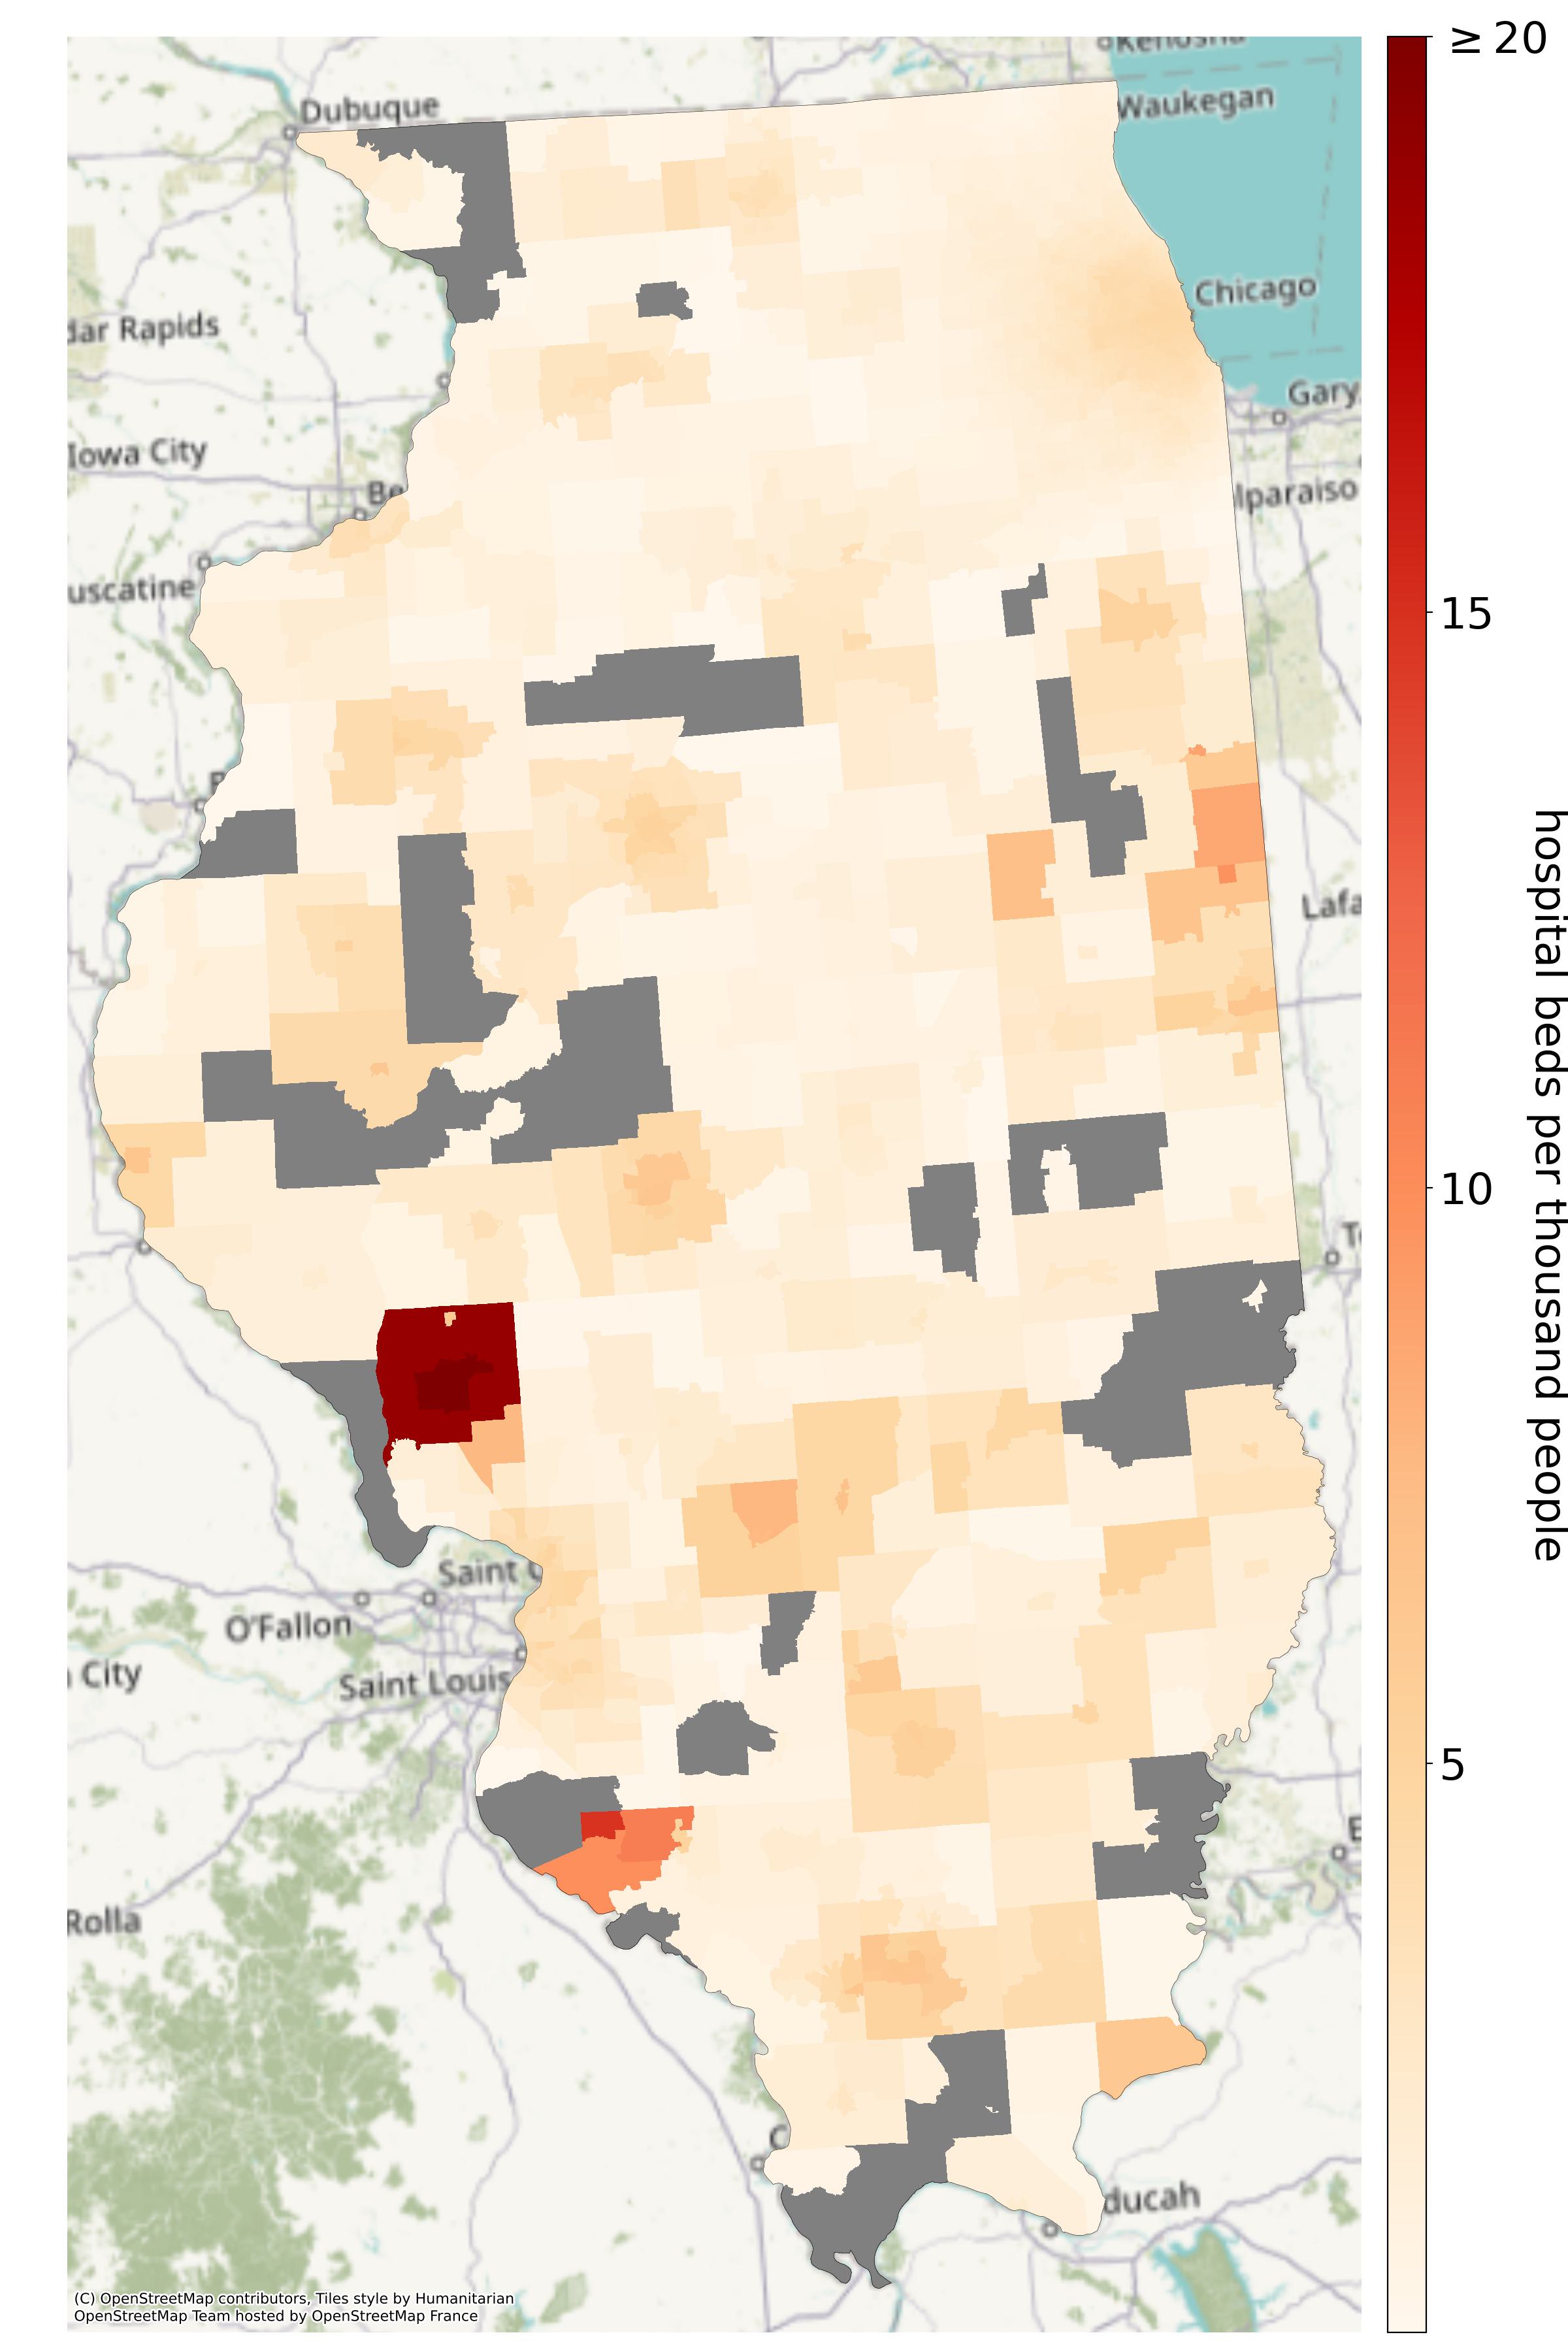 ≥ 20
Kenosha
Dubuque
Waukegan
Chicago
dar Rapids
Gary
Iowa City
Be
lparaiso
uscatine
15
Lafa
10
hospital beds per thousand people
Saint
O'Fallon
City
Saint Louis
5
Rolla
C
ducah
(C) OpenStreetMap contributors, Tiles style by Humanitarian
OpenStreetMap Team hosted by OpenStreetMap France